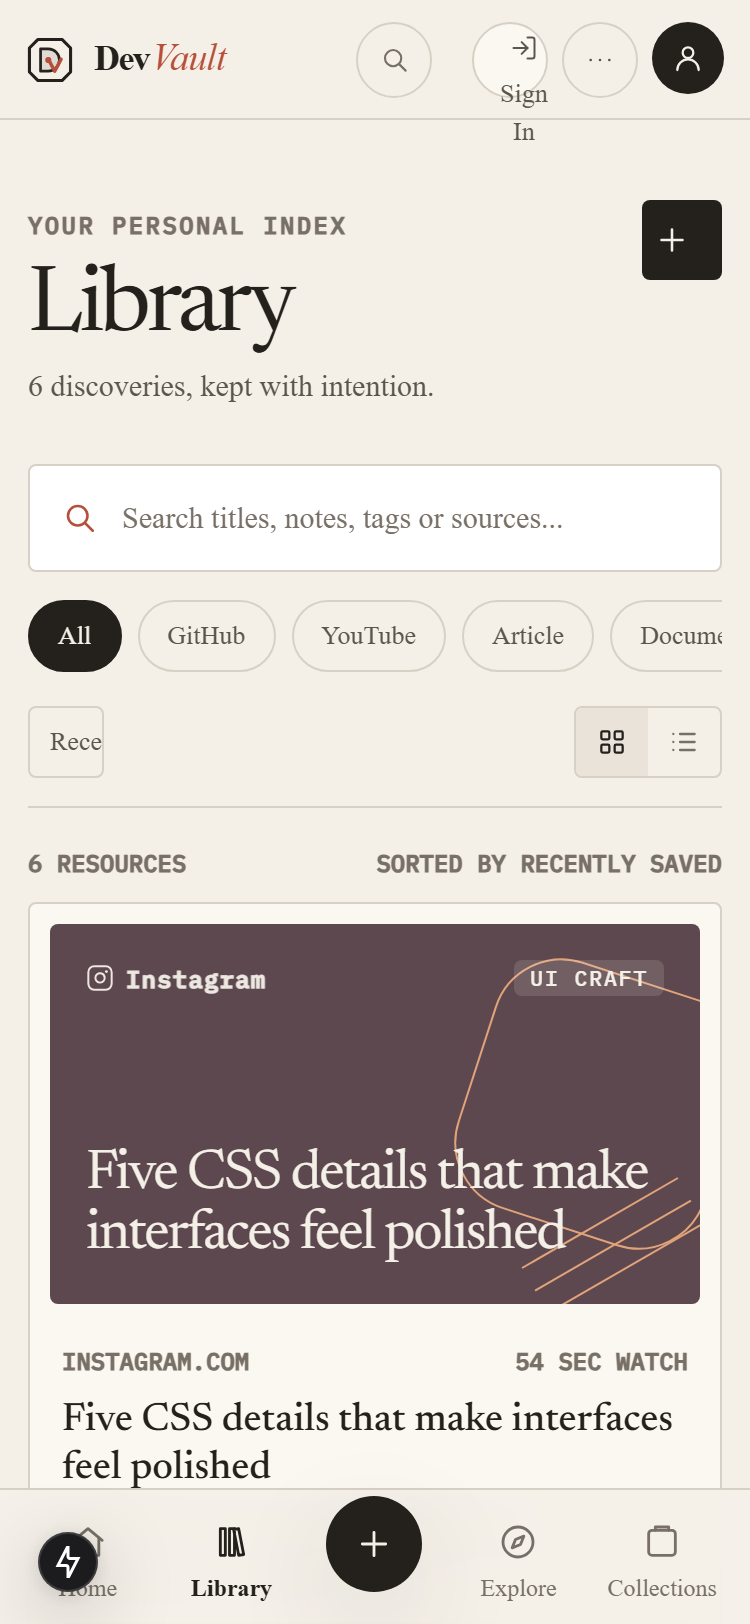 DevVault
Sign
In
YOUR PERSONAL INDEX
Library
6 discoveries, kept with intention.
Search titles, notes, tags or sources...
All GitHub YouTube Article Docume
Rece
6 RESOURCES SORTED BY RECENTLY SAVED
Instagram UI CRAFT
Five CSS details that make
interfaces feel polished
INSTAGRAM.COM 54 SEC WATCH
Five CSS details that make interfaces
feel polished
Home Library Explore Collections